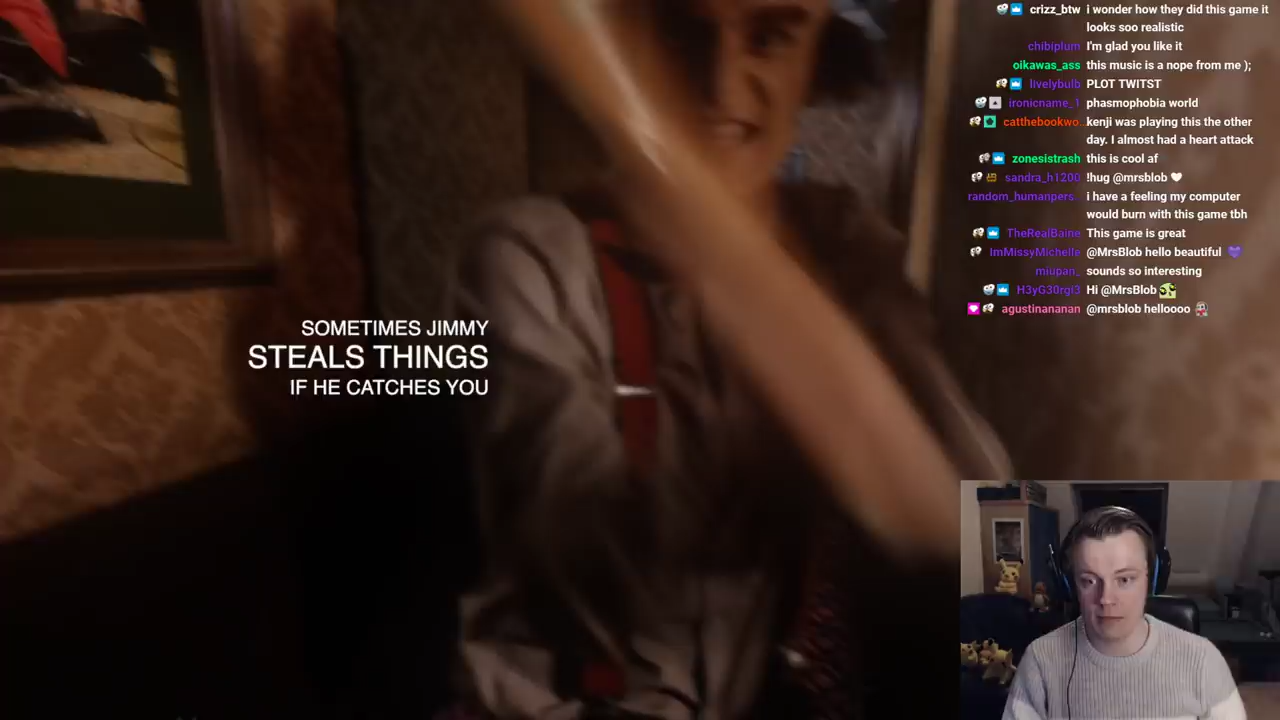 SOMETIMES JIMMY
STEALS THINGS
IF HE CATCHES YOU
crizz_btw i wonder how they did this game it
looks soo realistic
chibiplum I'm glad you like it
oikawas_ass this music is a nope from me );
livelybulb PLOT TWITST
ironicname_1 phasmophobia world
catthebookwo.. kenji was playing this the other
day. I almost had a heart attack
zonesistrash this is cool af
sandra_h1200 !hug @mrsblob
random_humanpers.. i have a feeling my computer
would burn with this game tbh
TheRealBaine This game is great
ImMissyMichelle @MrsBlob hello beautiful
miupan_ sounds so interesting
H3yG30rgi3 Hi @MrsBlob
agustinananan @mrsblob helloooo